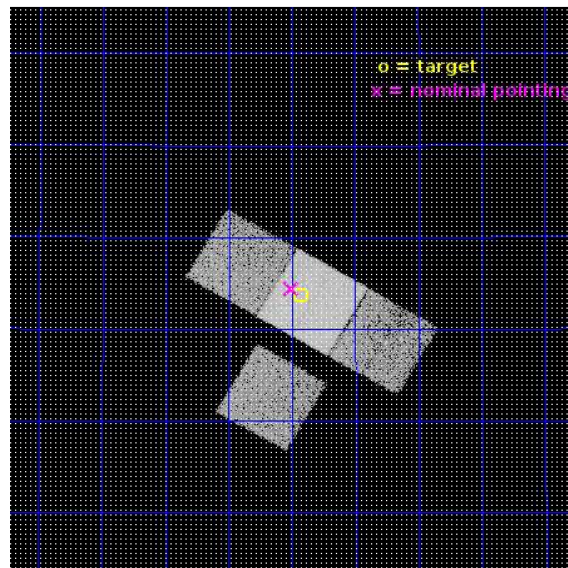 o = target
x = nominal pointing